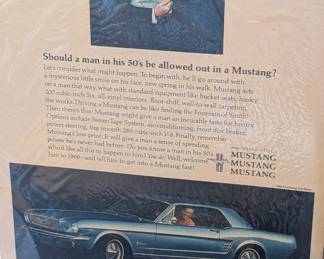 Should a man in his 50's be allowed out in a Mustang?
Let's consider what might happen. To begin with, he'll go around with
a mysterious little smile on his face, new spring in his walk. Mustang acts
on a man that way, what with standard equipment like bucket seats, husky
200 cubic-inch Six, all-vinyl interiors, floor-shift, wall-to-wall carpeting,
the works. Driving a Mustang can be like finding the Fountain of Youth!
Then there's this: Mustang might give a man an incurable taste for luxury.
Options include Stereo Tape System, air-conditioning, front disc brakes,
power steering, big smooth 289 cubic-inch V-8. Finally, remember
Mustang's low price. It will give a man a sense of spending
power he's never had before. Do you know a man in his 50's
who'd like all this to happen to him? You do! Well, welcome
him to 1966—and tell him to get into a Mustang fast!
MUSTANG
MUSTANG
MUSTANG